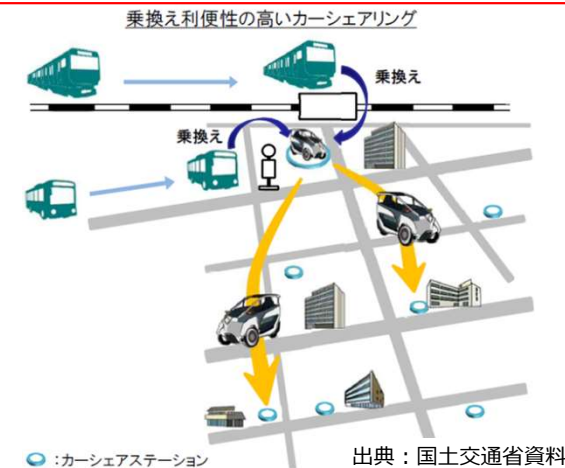 乗換え利便性の高いカーシェアリング
乗換え
乗換え
:カーシェアステーション
出典：国土交通省資料